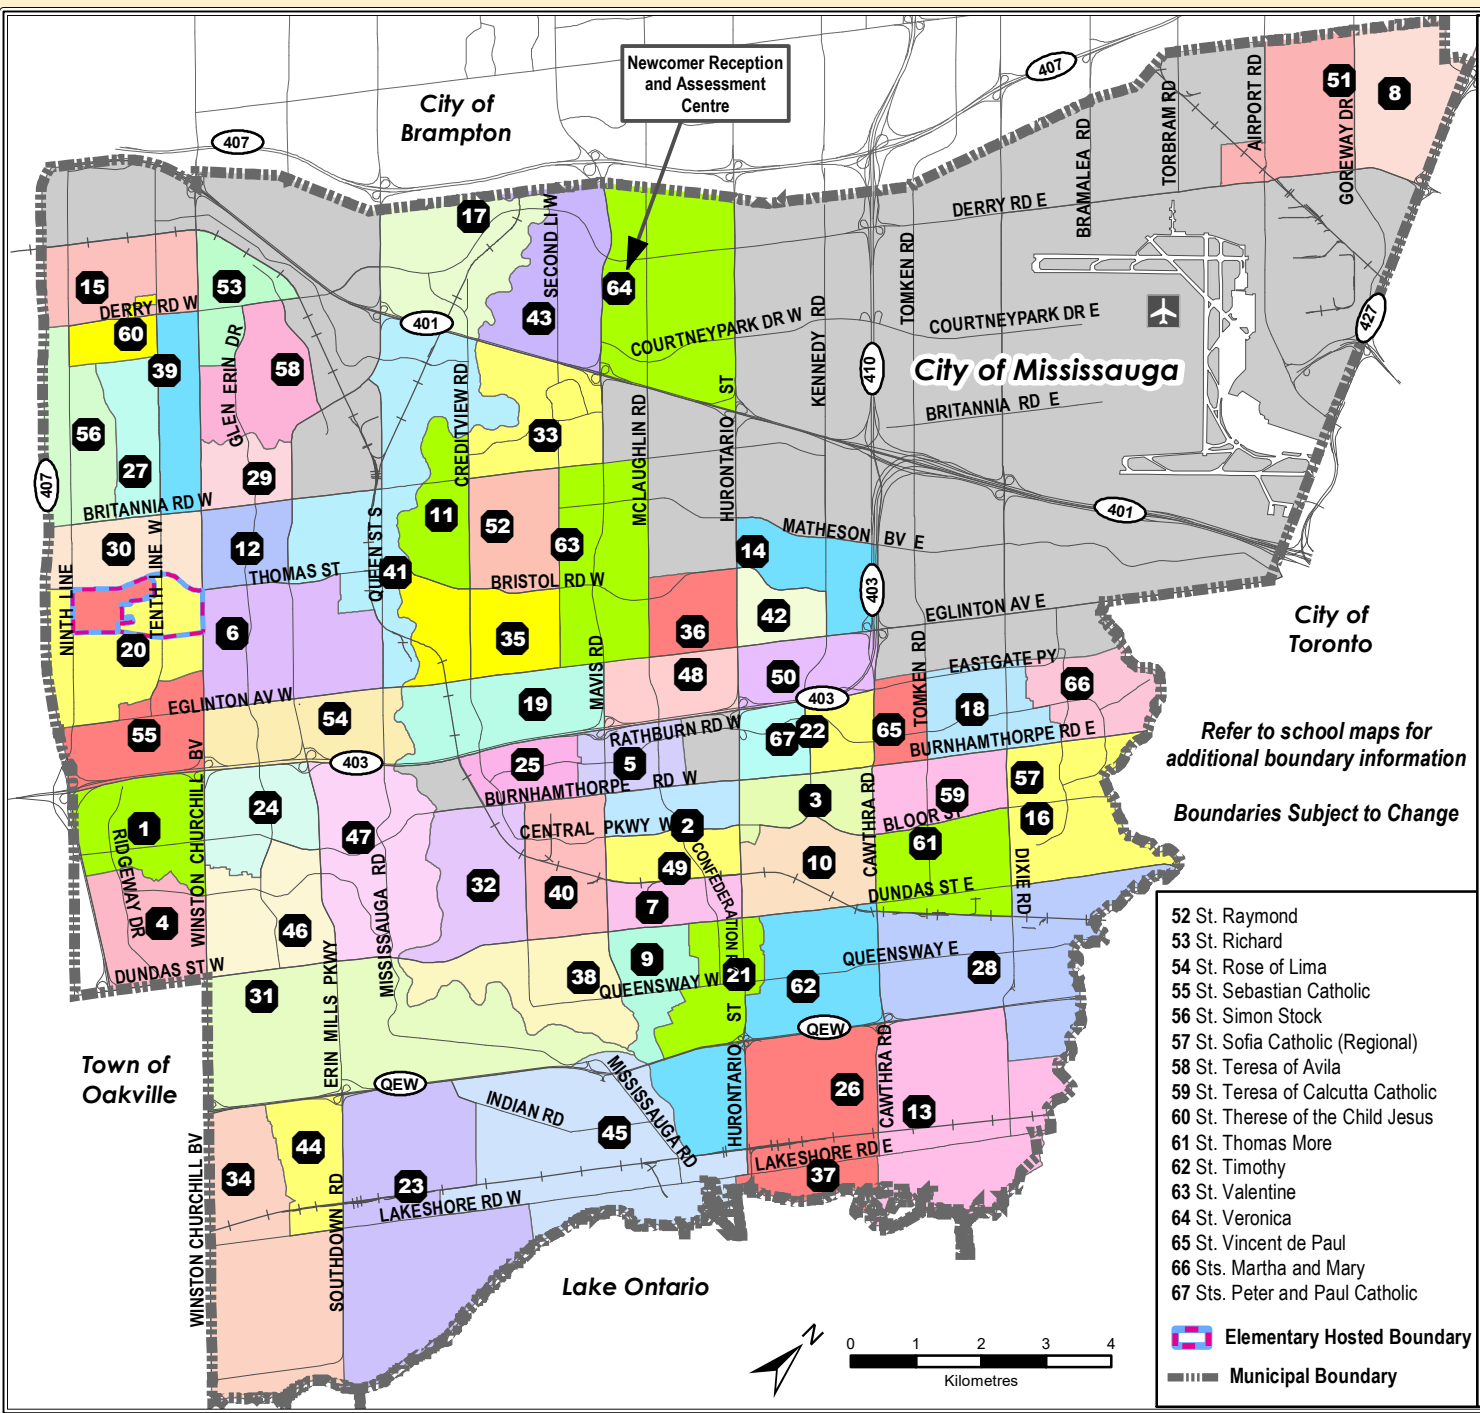 Newcomer Reception
and Assessment
Centre
City of
Brampton
407
407
51
8
AIRPORT RD
GOREWAY DR
TORBRAM RD
BRAMALEA RD
DERRY RD E
17
SECOND LI W
64
43
15
53
DERRY RD W
60
39
58
GLEN ERIN DR
401
COURTNEYPARK DR W
COURTNEYPARK DR E
KENNEDY RD
TOMKEN RD
410
427
City of Mississauga
BRITANNIA RD E
CREDITVIEW RD
33
56
27
29
407
BRITANNIA RD W
MCLAUGHLIN RD
HURONTARIO ST
401
11
52
63
30
12
THOMAS ST
QUEEN ST S
41
BRISTOL RD W
14
MATHESON BV E
403
NINTH LINE
TENTH LINE W
20
6
35
36
42
EGLINTON AV E
City of
Toronto
MAVIS RD
48
50
TOMKEN RD
EASTGATE PY
66
EGLINTON AV W
54
19
403
18
55
RATHBURN RD W
67
22
65
BURNHAMTHORPE RD E
Refer to school maps for
additional boundary information
Boundaries Subject to Change
403
25
5
BURNHAMTHORPE RD W
WINSTON CHURCHILL BV
1
24
47
RIDGEWAY DR
MISSISSAUGA RD
CENTRAL PKWY W
2
3
CAWTHRA RD
59
57
BLOOR ST
16
61
10
49
CONFEDERATION
32
40
7
DUNDAS ST E
DIXIE RD
4
46
DUNDAS ST W
ERIN MILLS PKWY
31
38
9
QUEENSWAY W
21
62
QUEENSWAY E
28
QEW
HURONTARIO ST
CAWTHRA RD
Town of
Oakville
QEW
INDIAN RD
MISSISSAUGA RD
26
13
45
44
34
23
LAKESHORE RD E
37
LAKESHORE RD W
WINSTON CHURCHILL BV
SOUTHDOWN RD
Lake Ontario
N
0 1 2 3 4
Kilometres
52 St. Raymond
53 St. Richard
54 St. Rose of Lima
55 St. Sebastian Catholic
56 St. Simon Stock
57 St. Sofia Catholic (Regional)
58 St. Teresa of Avila
59 St. Teresa of Calcutta Catholic
60 St. Therese of the Child Jesus
61 St. Thomas More
62 St. Timothy
63 St. Valentine
64 St. Veronica
65 St. Vincent de Paul
66 Sts. Martha and Mary
67 Sts. Peter and Paul Catholic
Elementary Hosted Boundary
Municipal Boundary